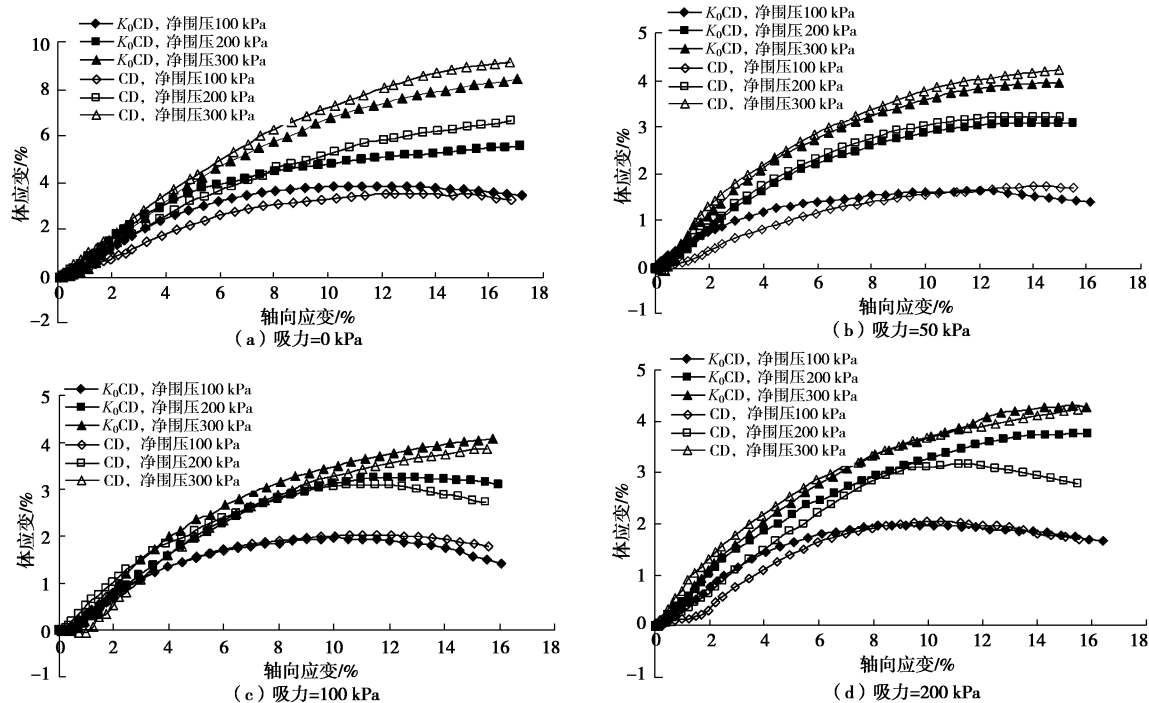 K₀CD，净围压100 kPa
K₀CD，净围压200 kPa
K₀CD，净围压300 kPa
CD，净围压100 kPa
CD，净围压200 kPa
CD，净围压300 kPa
体应变/%
10
8
6
4
2
0
-2
0 2 4 6 8 10 12 14 16 18
轴向应变/%
（a）吸力=0 kPa
K₀CD，净围压100 kPa
K₀CD，净围压200 kPa
K₀CD，净围压300 kPa
CD，净围压100 kPa
CD，净围压200 kPa
CD，净围压300 kPa
体应变/%
5
4
3
2
1
0
-1
0 2 4 6 8 10 12 14 16 18
轴向应变/%
（b）吸力=50 kPa
K₀CD，净围压100 kPa
K₀CD，净围压200 kPa
K₀CD，净围压300 kPa
CD，净围压100 kPa
CD，净围压200 kPa
CD，净围压300 kPa
体应变/%
5
4
3
2
1
0
-1
0 2 4 6 8 10 12 14 16 18
轴向应变/%
（c）吸力=100 kPa
K₀CD，净围压100 kPa
K₀CD，净围压200 kPa
K₀CD，净围压300 kPa
CD，净围压100 kPa
CD，净围压200 kPa
CD，净围压300 kPa
体应变/%
5
4
3
2
1
0
-1
0 2 4 6 8 10 12 14 16 18
轴向应变/%
（d）吸力=200 kPa